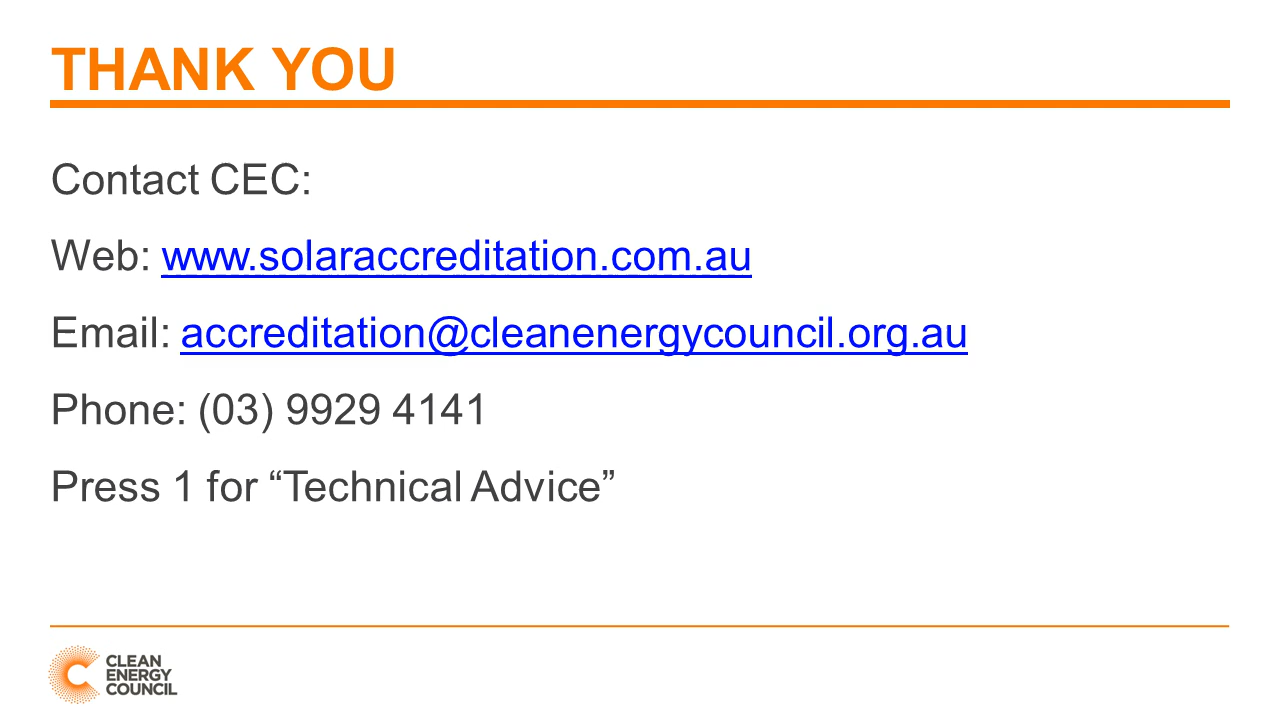 THANK YOU
Contact CEC:
Web: www.solaraccreditation.com.au
Email: accreditation@cleanenergycouncil.org.au
Phone: (03) 9929 4141
Press 1 for “Technical Advice”
CLEAN
ENERGY
COUNCIL